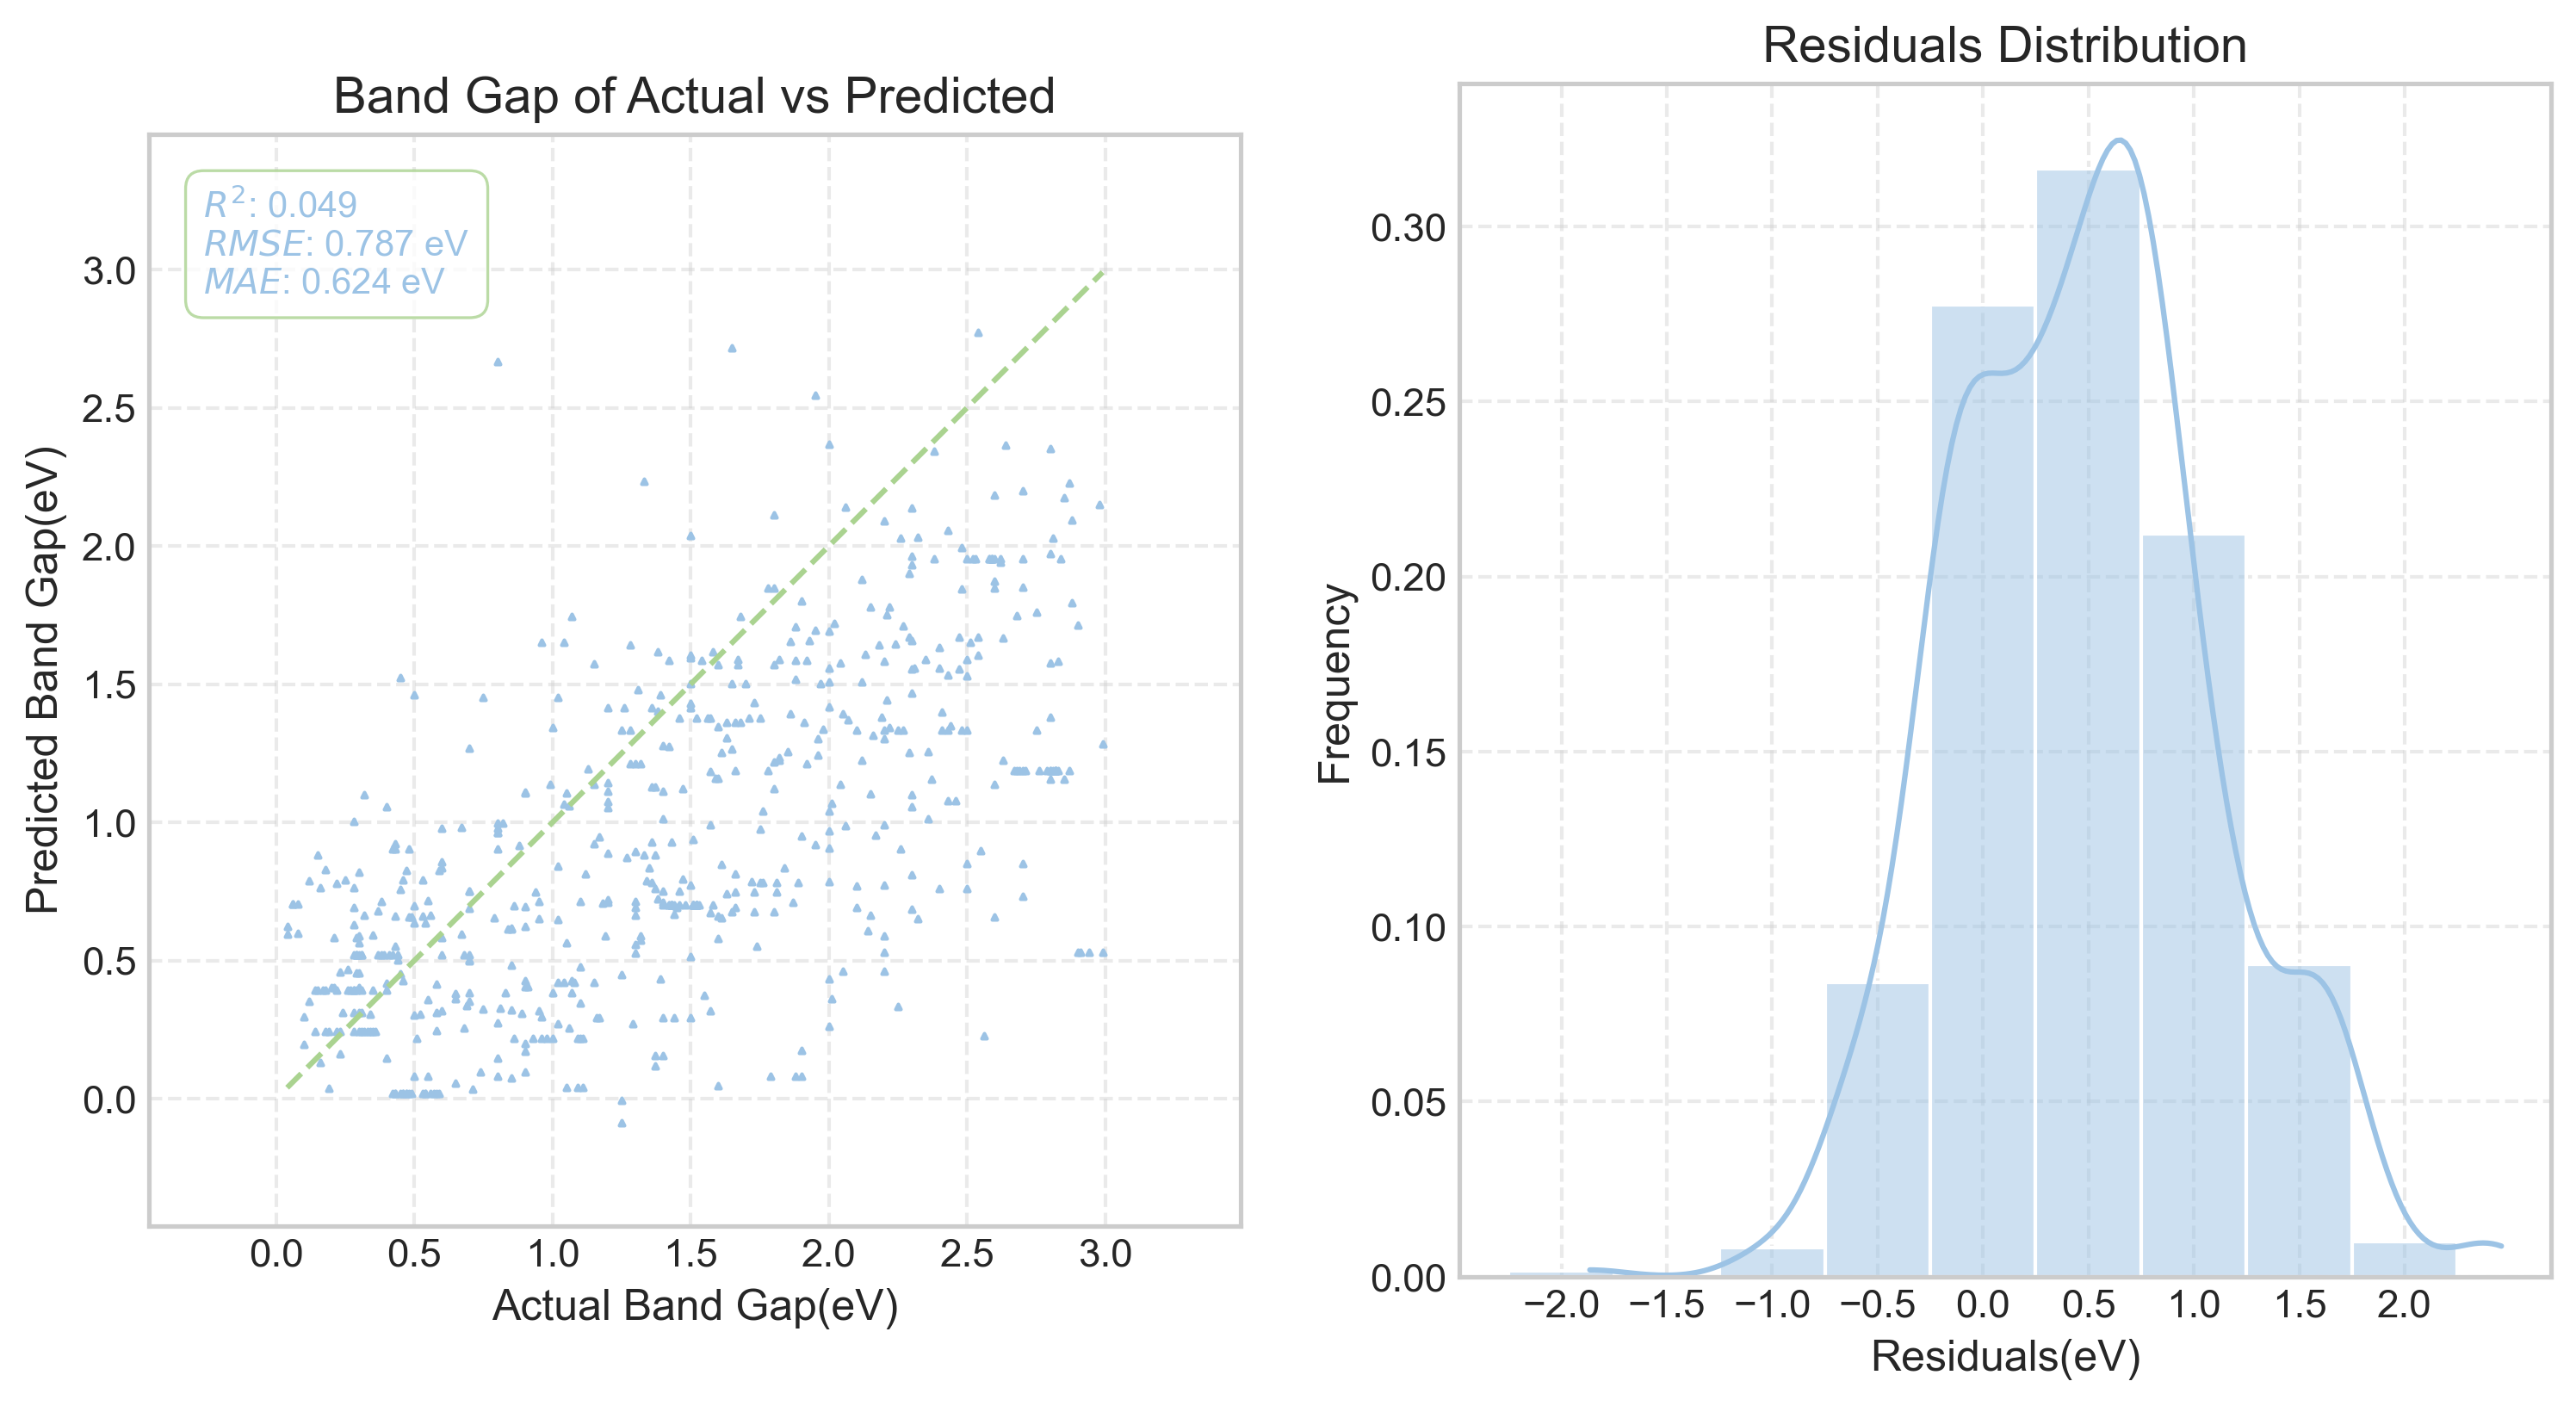 Band Gap of Actual vs Predicted
R²: 0.049
RMSE: 0.787 eV
MAE: 0.624 eV
3.0
2.5
2.0
1.5
1.0
0.5
0.0
Predicted Band Gap(eV)
0.0 0.5 1.0 1.5 2.0 2.5 3.0
Actual Band Gap(eV)
Residuals Distribution
0.30
0.25
0.20
0.15
0.10
0.05
0.00
Frequency
−2.0 −1.5 −1.0 −0.5 0.0 0.5 1.0 1.5 2.0
Residuals(eV)